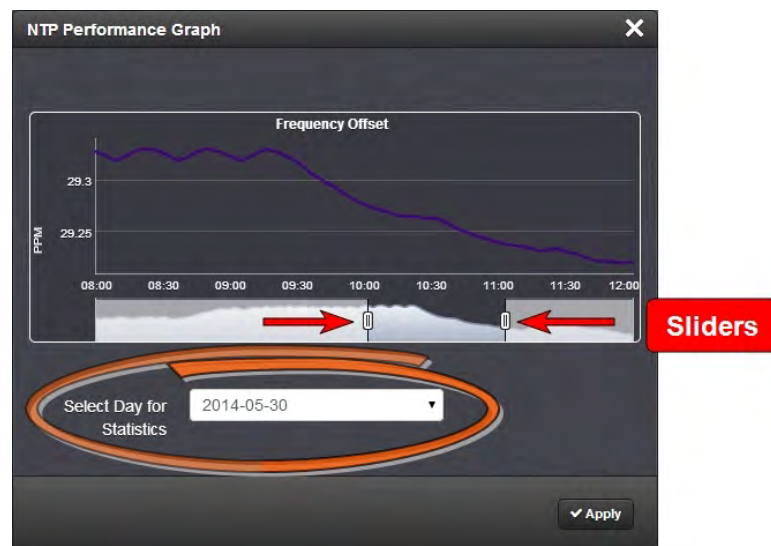 NTP Performance Graph
Frequency Offset
29.3
29.25
PPM
08:00 08:30 09:00 09:30 10:00 10:30 11:00 11:30 12:00
Sliders
Select Day for
Statistics
2014-05-30
Apply